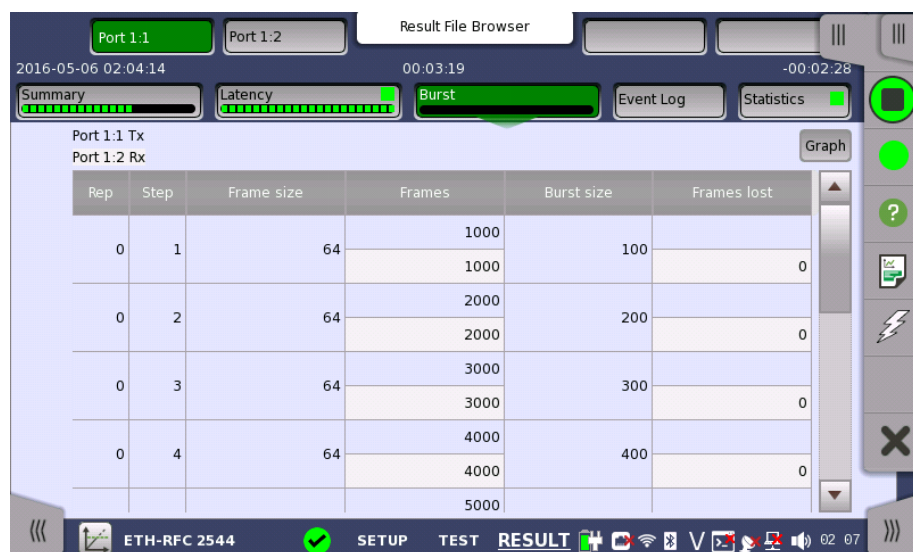 Port 1:1 Port 1:2 Result File Browser
2016-05-06 02:04:14 00:03:19 -00:02:28
Summary Latency Burst Event Log Statistics
Port 1:1 Tx
Port 1:2 Rx
Graph
Rep Step Frame size Frames Burst size Frames lost
0 1 64 1000 100
1000 0
0 2 64 2000 200
2000 0
0 3 64 3000 300
3000 0
0 4 64 4000 400
4000 0
5000
ETH-RFC 2544 SETUP TEST RESULT V 02 07